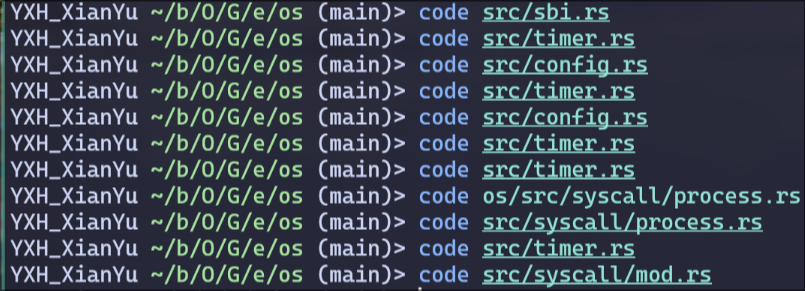 YXH_XianYu ~/b/O/G/e/os (main)> code src/sbi.rs
YXH_XianYu ~/b/O/G/e/os (main)> code src/timer.rs
YXH_XianYu ~/b/O/G/e/os (main)> code src/config.rs
YXH_XianYu ~/b/O/G/e/os (main)> code src/timer.rs
YXH_XianYu ~/b/O/G/e/os (main)> code src/config.rs
YXH_XianYu ~/b/O/G/e/os (main)> code src/timer.rs
YXH_XianYu ~/b/O/G/e/os (main)> code src/timer.rs
YXH_XianYu ~/b/O/G/e/os (main)> code os/src/syscall/process.rs
YXH_XianYu ~/b/O/G/e/os (main)> code src/syscall/process.rs
YXH_XianYu ~/b/O/G/e/os (main)> code src/timer.rs
YXH_XianYu ~/b/O/G/e/os (main)> code src/syscall/mod.rs